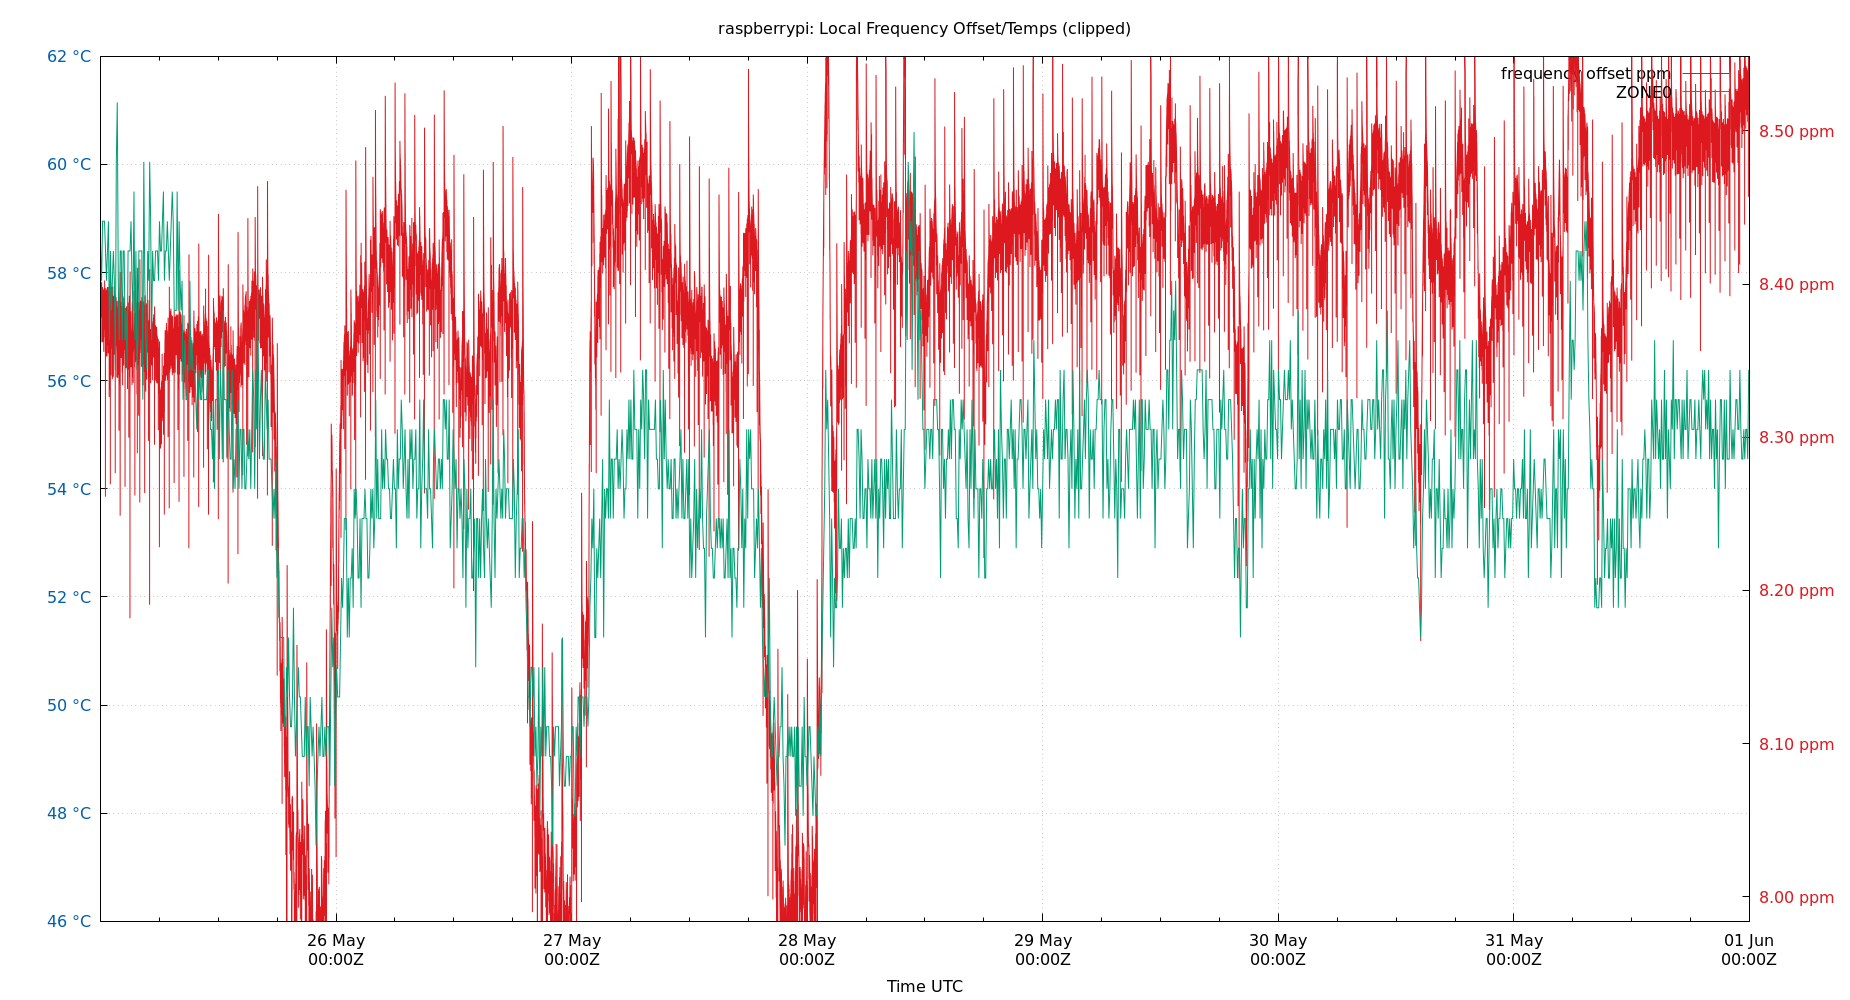 raspberrypi: Local Frequency Offset/Temps (clipped)
62 °C
60 °C
58 °C
56 °C
54 °C
52 °C
50 °C
48 °C
46 °C
frequency offset ppm
ZONE0
8.50 ppm
8.40 ppm
8.30 ppm
8.20 ppm
8.10 ppm
8.00 ppm
26 May
00:00Z
27 May
00:00Z
28 May
00:00Z
29 May
00:00Z
30 May
00:00Z
31 May
00:00Z
01 Jun
00:00Z
Time UTC